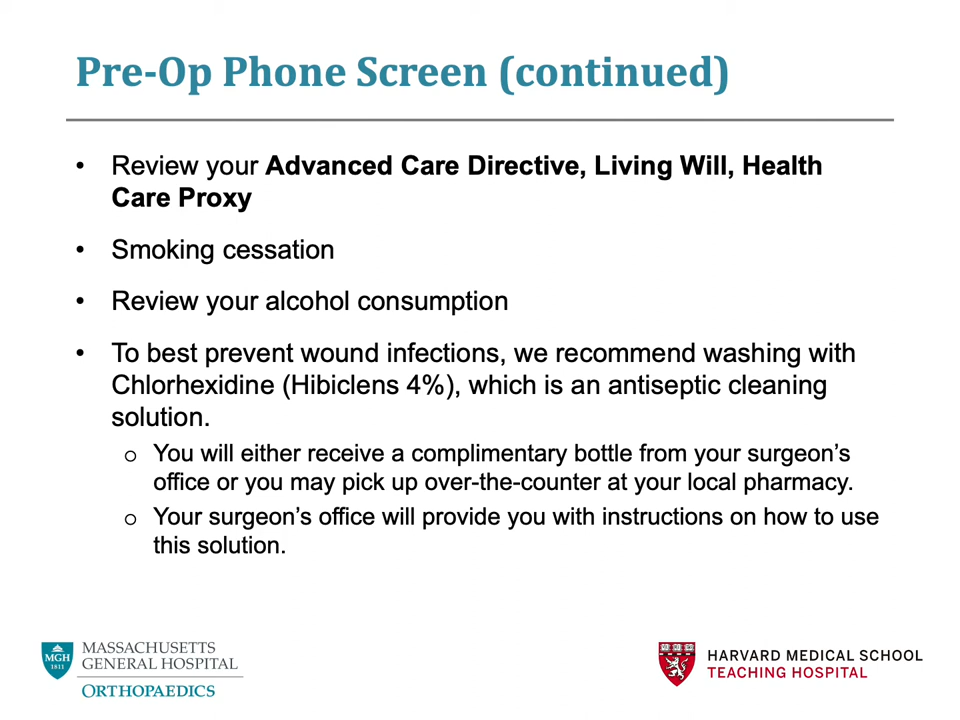 Pre-Op Phone Screen (continued)
• Review your Advanced Care Directive, Living Will, Health
Care Proxy
• Smoking cessation
• Review your alcohol consumption
• To best prevent wound infections, we recommend washing with
Chlorhexidine (Hibiclens 4%), which is an antiseptic cleaning
solution.
o You will either receive a complimentary bottle from your surgeon’s
office or you may pick up over-the-counter at your local pharmacy.
o Your surgeon’s office will provide you with instructions on how to use
this solution.
MGH
1811
MASSACHUSETTS
GENERAL HOSPITAL
ORTHOPAEDICS
HARVARD MEDICAL SCHOOL
TEACHING HOSPITAL